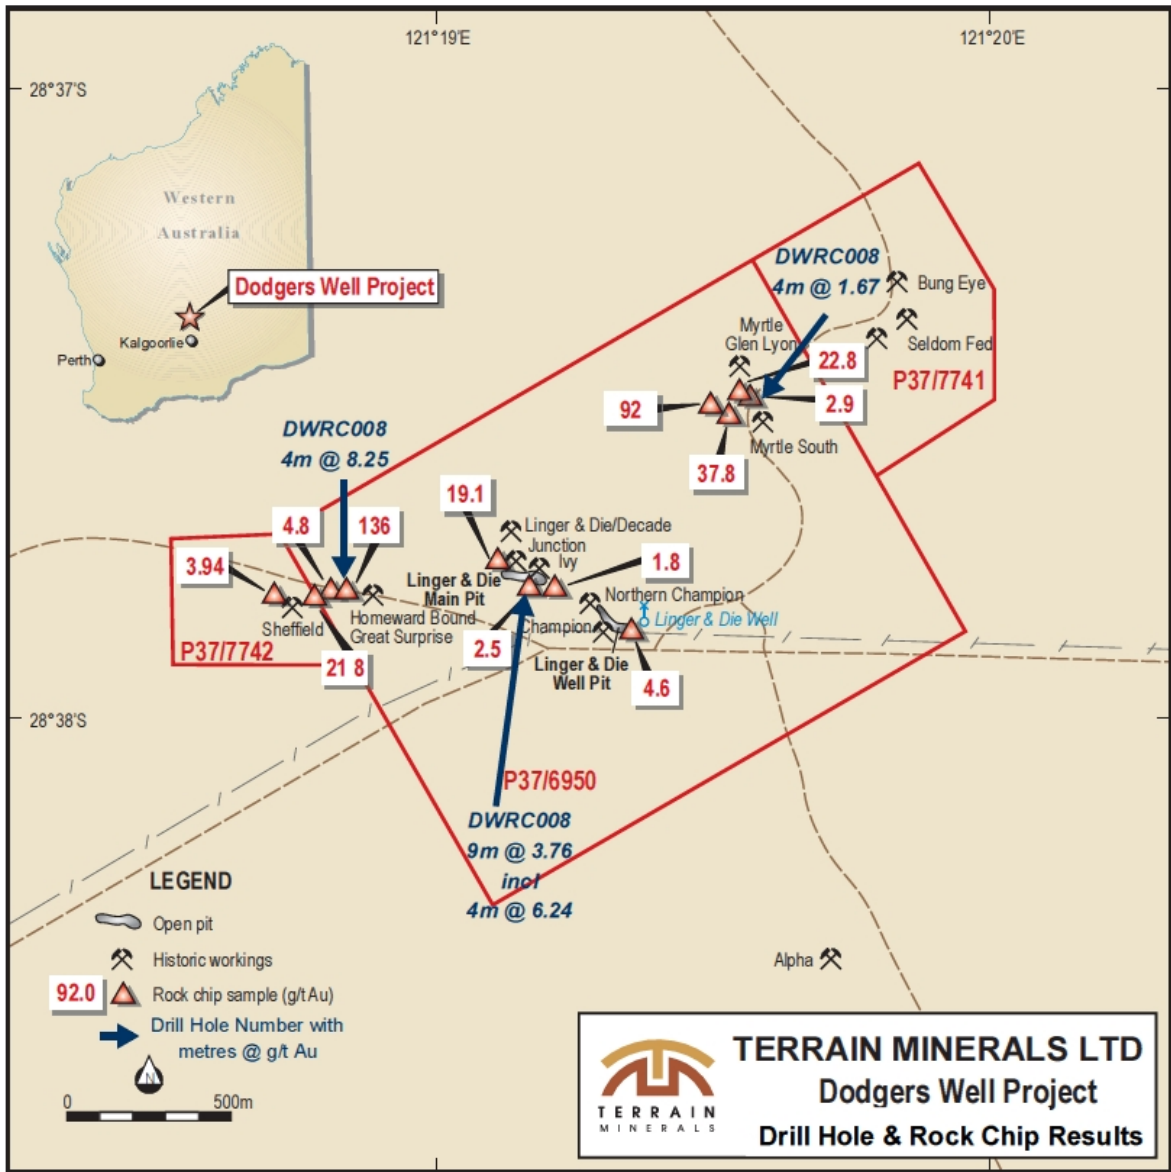 121°19'E
121°20'E
28°37'S
Western
Australia
Dodgers Well Project
Kalgoorlie
Perth
DWRC008
4m @ 1.67
Bung Eye
Seldom Fed
P37/7741
Myrtle
Glen Lyon
22.8
92
2.9
Myrtle South
37.8
DWRC008
4m @ 8.25
19.1
4.8
136
Linger & Die/Decade
Junction
Ivy
1.8
3.94
Linger & Die
Main Pit
Northern Champion
Linger & Die Well
Sheffield
Homeward Bound
Great Surprise
Champion
2.5
P37/7742
21 8
Linger & Die
Well Pit
4.6
28°38'S
P37/6950
DWRC008
9m @ 3.76
incl
4m @ 6.24
LEGEND
Open pit
Historic workings
92.0
Rock chip sample (g/t Au)
Drill Hole Number with
metres @ g/t Au
N
0
500m
Alpha
TERRAIN
MINERALS
TERRAIN MINERALS LTD
Dodgers Well Project
Drill Hole & Rock Chip Results